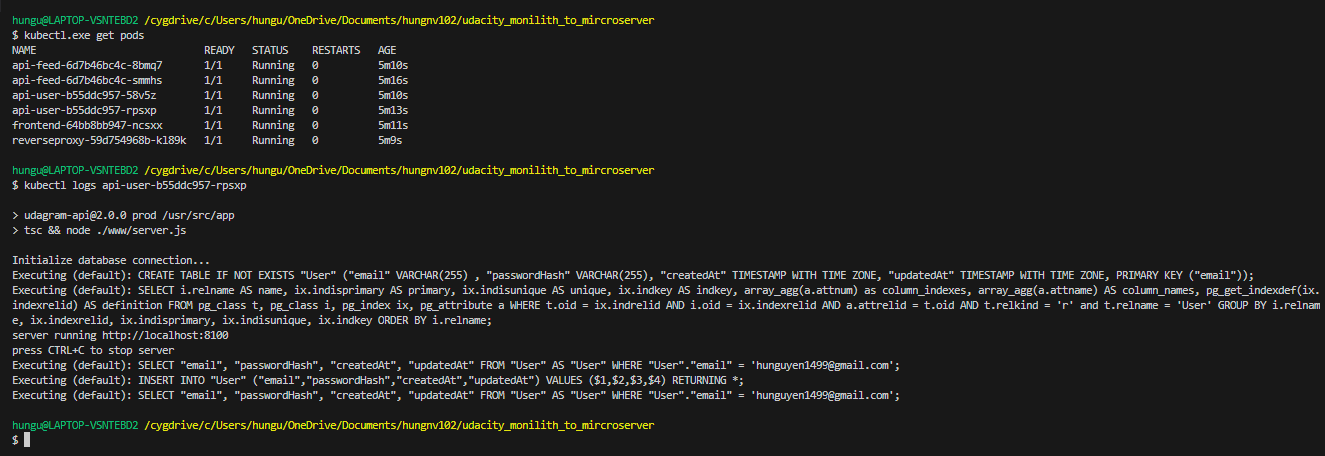 hungu@LAPTOP-VSNTEBD2 /cygdrive/c/Users/hungu/OneDrive/Documents/hungnv102/udacity_monilith_to_mircroserver
$ kubectl.exe get pods
NAME READY STATUS RESTARTS AGE
api-feed-6d7b46bc4c-8bmq7 1/1 Running 0 5m10s
api-feed-6d7b46bc4c-smmhs 1/1 Running 0 5m16s
api-user-b55ddc957-58v5z 1/1 Running 0 5m10s
api-user-b55ddc957-rpsxp 1/1 Running 0 5m13s
frontend-64bb8bb947-ncsxx 1/1 Running 0 5m11s
reverseproxy-59d754968b-kl89k 1/1 Running 0 5m9s
hungu@LAPTOP-VSNTEBD2 /cygdrive/c/Users/hungu/OneDrive/Documents/hungnv102/udacity_monilith_to_mircroserver
$ kubectl logs api-user-b55ddc957-rpsxp
> udagram-api@2.0.0 prod /usr/src/app
> tsc && node ./www/server.js
Initialize database connection...
Executing (default): CREATE TABLE IF NOT EXISTS "User" ("email" VARCHAR(255) , "passwordHash" VARCHAR(255), "createdAt" TIMESTAMP WITH TIME ZONE, "updatedAt" TIMESTAMP WITH TIME ZONE, PRIMARY KEY ("email"));
Executing (default): SELECT i.relname AS name, ix.indisprimary AS primary, ix.indisunique AS unique, ix.indkey AS indkey, array_agg(a.attnum) as column_indexes, array_agg(a.attname) AS column_names, pg_get_indexdef(ix.
indexrelid) AS definition FROM pg_class t, pg_class i, pg_index ix, pg_attribute a WHERE t.oid = ix.indrelid AND i.oid = ix.indexrelid AND a.attrelid = t.oid AND t.relkind = 'r' and t.relname = 'User' GROUP BY i.relnam
e, ix.indexrelid, ix.indisprimary, ix.indisunique, ix.indkey ORDER BY i.relname;
server running http://localhost:8100
press CTRL+C to stop server
Executing (default): SELECT "email", "passwordHash", "createdAt", "updatedAt" FROM "User" AS "User" WHERE "User"."email" = 'hunguyen1499@gmail.com';
Executing (default): INSERT INTO "User" ("email","passwordHash","createdAt","updatedAt") VALUES ($1,$2,$3,$4) RETURNING *;
Executing (default): SELECT "email", "passwordHash", "createdAt", "updatedAt" FROM "User" AS "User" WHERE "User"."email" = 'hunguyen1499@gmail.com';
hungu@LAPTOP-VSNTEBD2 /cygdrive/c/Users/hungu/OneDrive/Documents/hungnv102/udacity_monilith_to_mircroserver
$